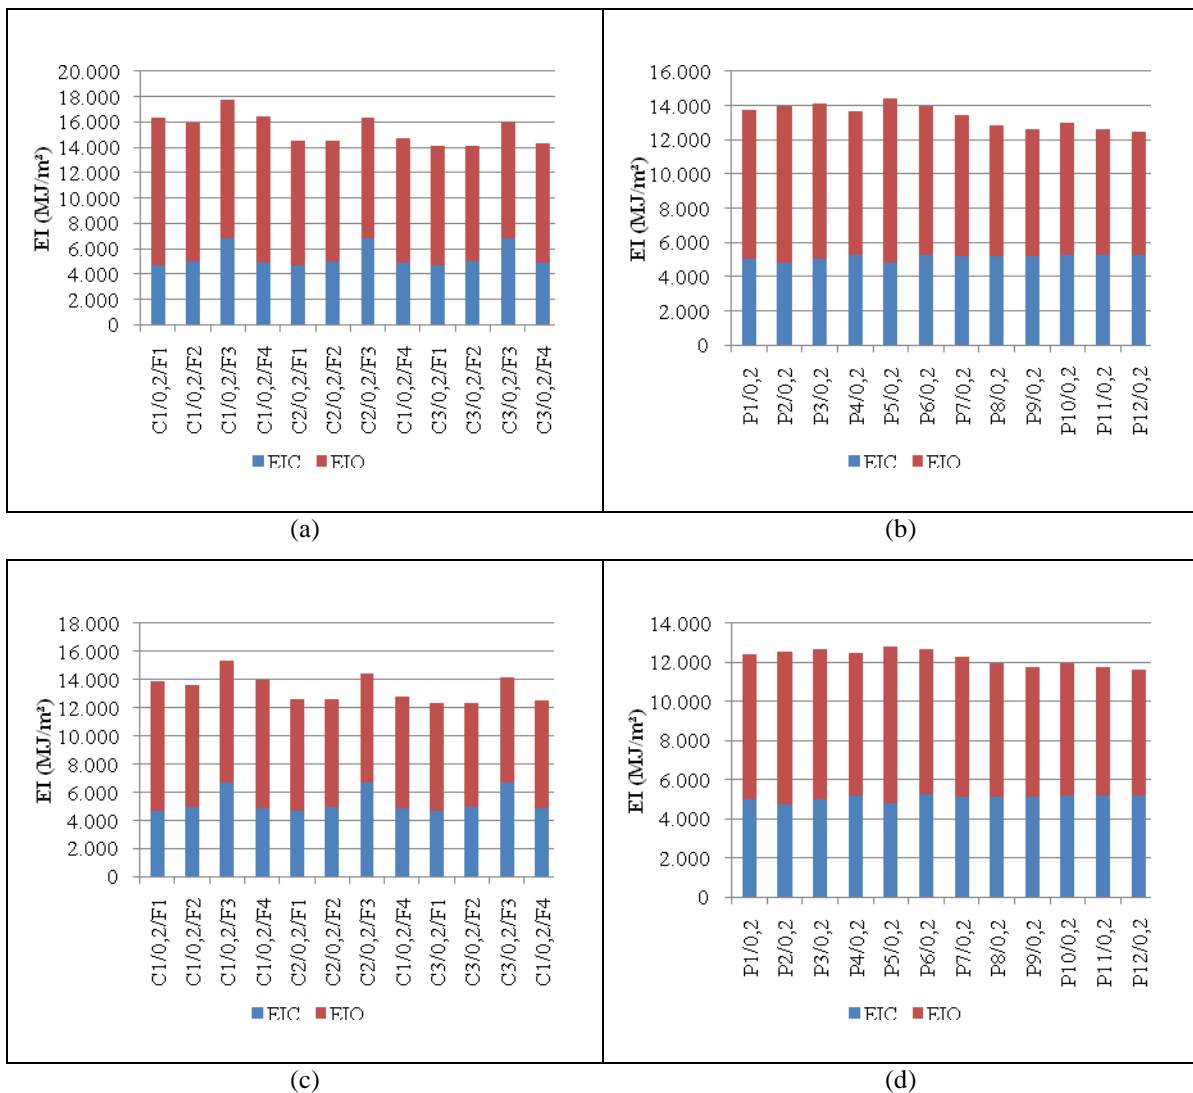 EI (MJ/m²)
20.000
18.000
16.000
14.000
12.000
10.000
8.000
6.000
4.000
2.000
0
C1/0,2/F1
C1/0,2/F2
C1/0,2/F3
C1/0,2/F4
C2/0,2/F1
C2/0,2/F2
C2/0,2/F3
C1/0,2/F4
C3/0,2/F1
C3/0,2/F2
C3/0,2/F3
C3/0,2/F4
EIC EIO
(a)
EI (MJ/m²)
16.000
14.000
12.000
10.000
8.000
6.000
4.000
2.000
0
P1/0,2
P2/0,2
P3/0,2
P4/0,2
P5/0,2
P6/0,2
P7/0,2
P8/0,2
P9/0,2
P10/0,2
P11/0,2
P12/0,2
EIC EIO
(b)
EI (MJ/m²)
18.000
16.000
14.000
12.000
10.000
8.000
6.000
4.000
2.000
0
C1/0,2/F1
C1/0,2/F2
C1/0,2/F3
C1/0,2/F4
C2/0,2/F1
C2/0,2/F2
C2/0,2/F3
C1/0,2/F4
C3/0,2/F1
C3/0,2/F2
C3/0,2/F3
C1/0,2/F4
EIC EIO
(c)
EI (MJ/m²)
14.000
12.000
10.000
8.000
6.000
4.000
2.000
0
P1/0,2
P2/0,2
P3/0,2
P4/0,2
P5/0,2
P6/0,2
P7/0,2
P8/0,2
P9/0,2
P10/0,2
P11/0,2
P12/0,2
EIC EIO
(d)